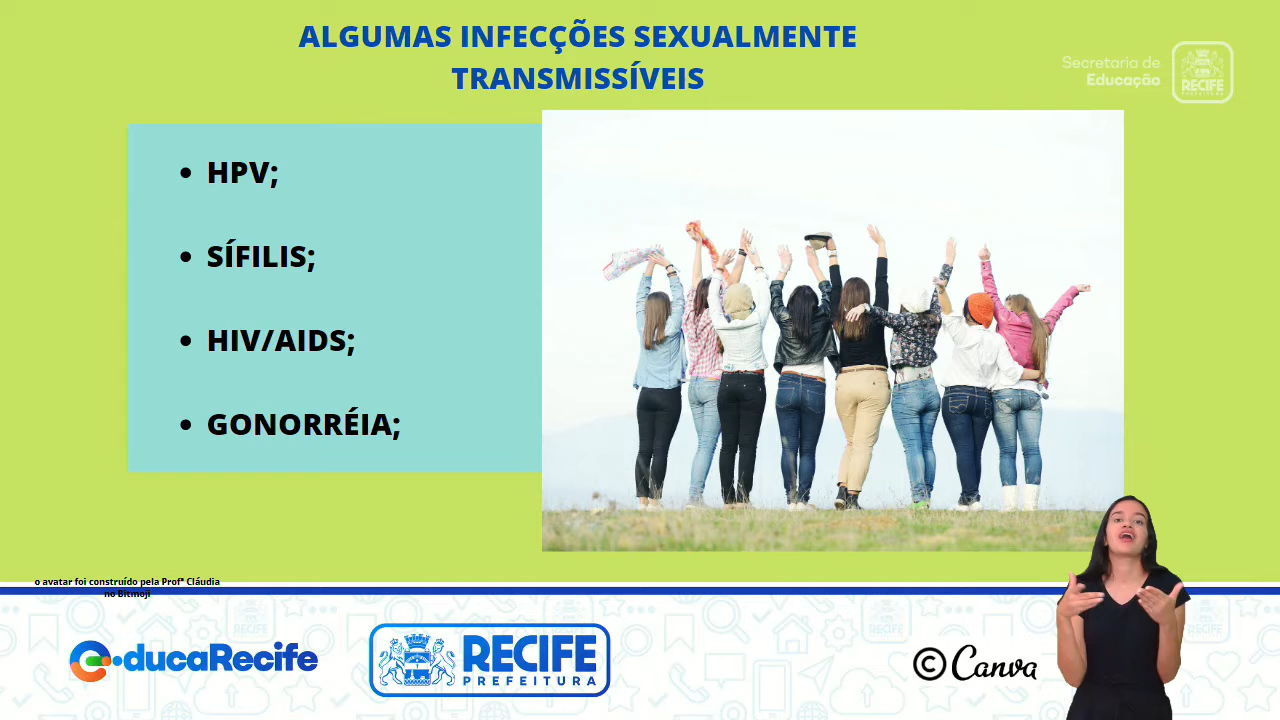 ALGUMAS INFECÇÕES SEXUALMENTE
TRANSMISSÍVEIS
Secretaria de
Educação
RECIFE
PREFEITURA
• HPV;
• SÍFILIS;
• HIV/AIDS;
• GONORRÉIA;
o avatar foi construído pela Profª Cláudia
no Bitmoji
EducaRecife
RECIFE
PREFEITURA
© Canva